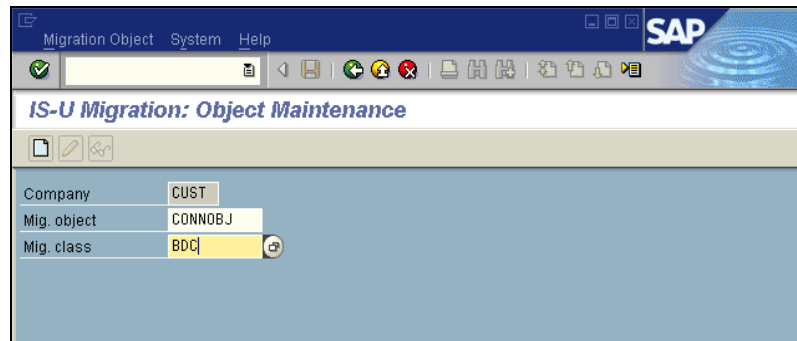 Migration Object System Help
SAP
IS-U Migration: Object Maintenance
Company CUST
Mig. object CONNOBJ
Mig. class BDC